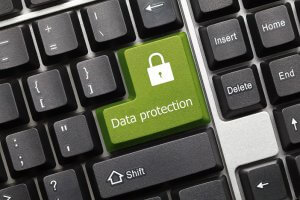 Insert
Home
Delete
End
Data protection
Shift